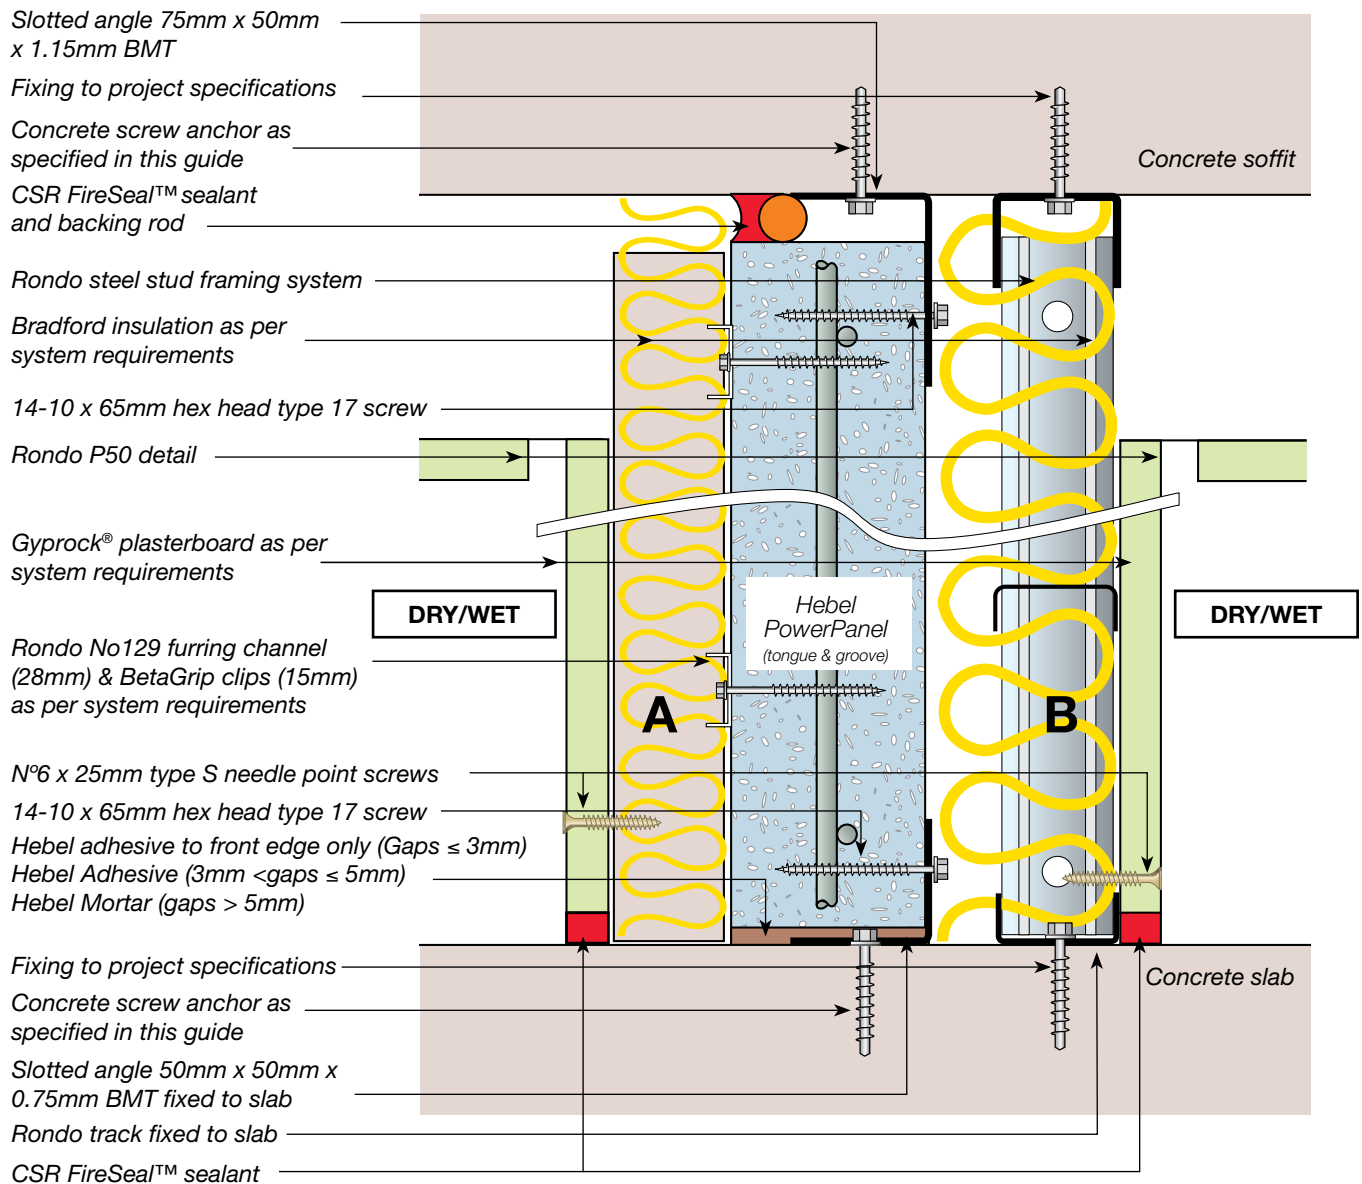 Slotted angle 75mm x 50mm
x 1.15mm BMT
Fixing to project specifications
Concrete screw anchor as
specified in this guide
Concrete soffit
CSR FireSeal™ sealant
and backing rod
Rondo steel stud framing system
Bradford insulation as per
system requirements
14-10 x 65mm hex head type 17 screw
Rondo P50 detail
Gyprock® plasterboard as per
system requirements
DRY/WET
Hebel
PowerPanel
(tongue & groove)
DRY/WET
Rondo No129 furring channel
(28mm) & BetaGrip clips (15mm)
as per system requirements
A
B
Nº6 x 25mm type S needle point screws
14-10 x 65mm hex head type 17 screw
Hebel adhesive to front edge only (Gaps ≤ 3mm)
Hebel Adhesive (3mm <gaps ≤ 5mm)
Hebel Mortar (gaps > 5mm)
Fixing to project specifications
Concrete slab
Concrete screw anchor as
specified in this guide
Slotted angle 50mm x 50mm x
0.75mm BMT fixed to slab
Rondo track fixed to slab
CSR FireSeal™ sealant